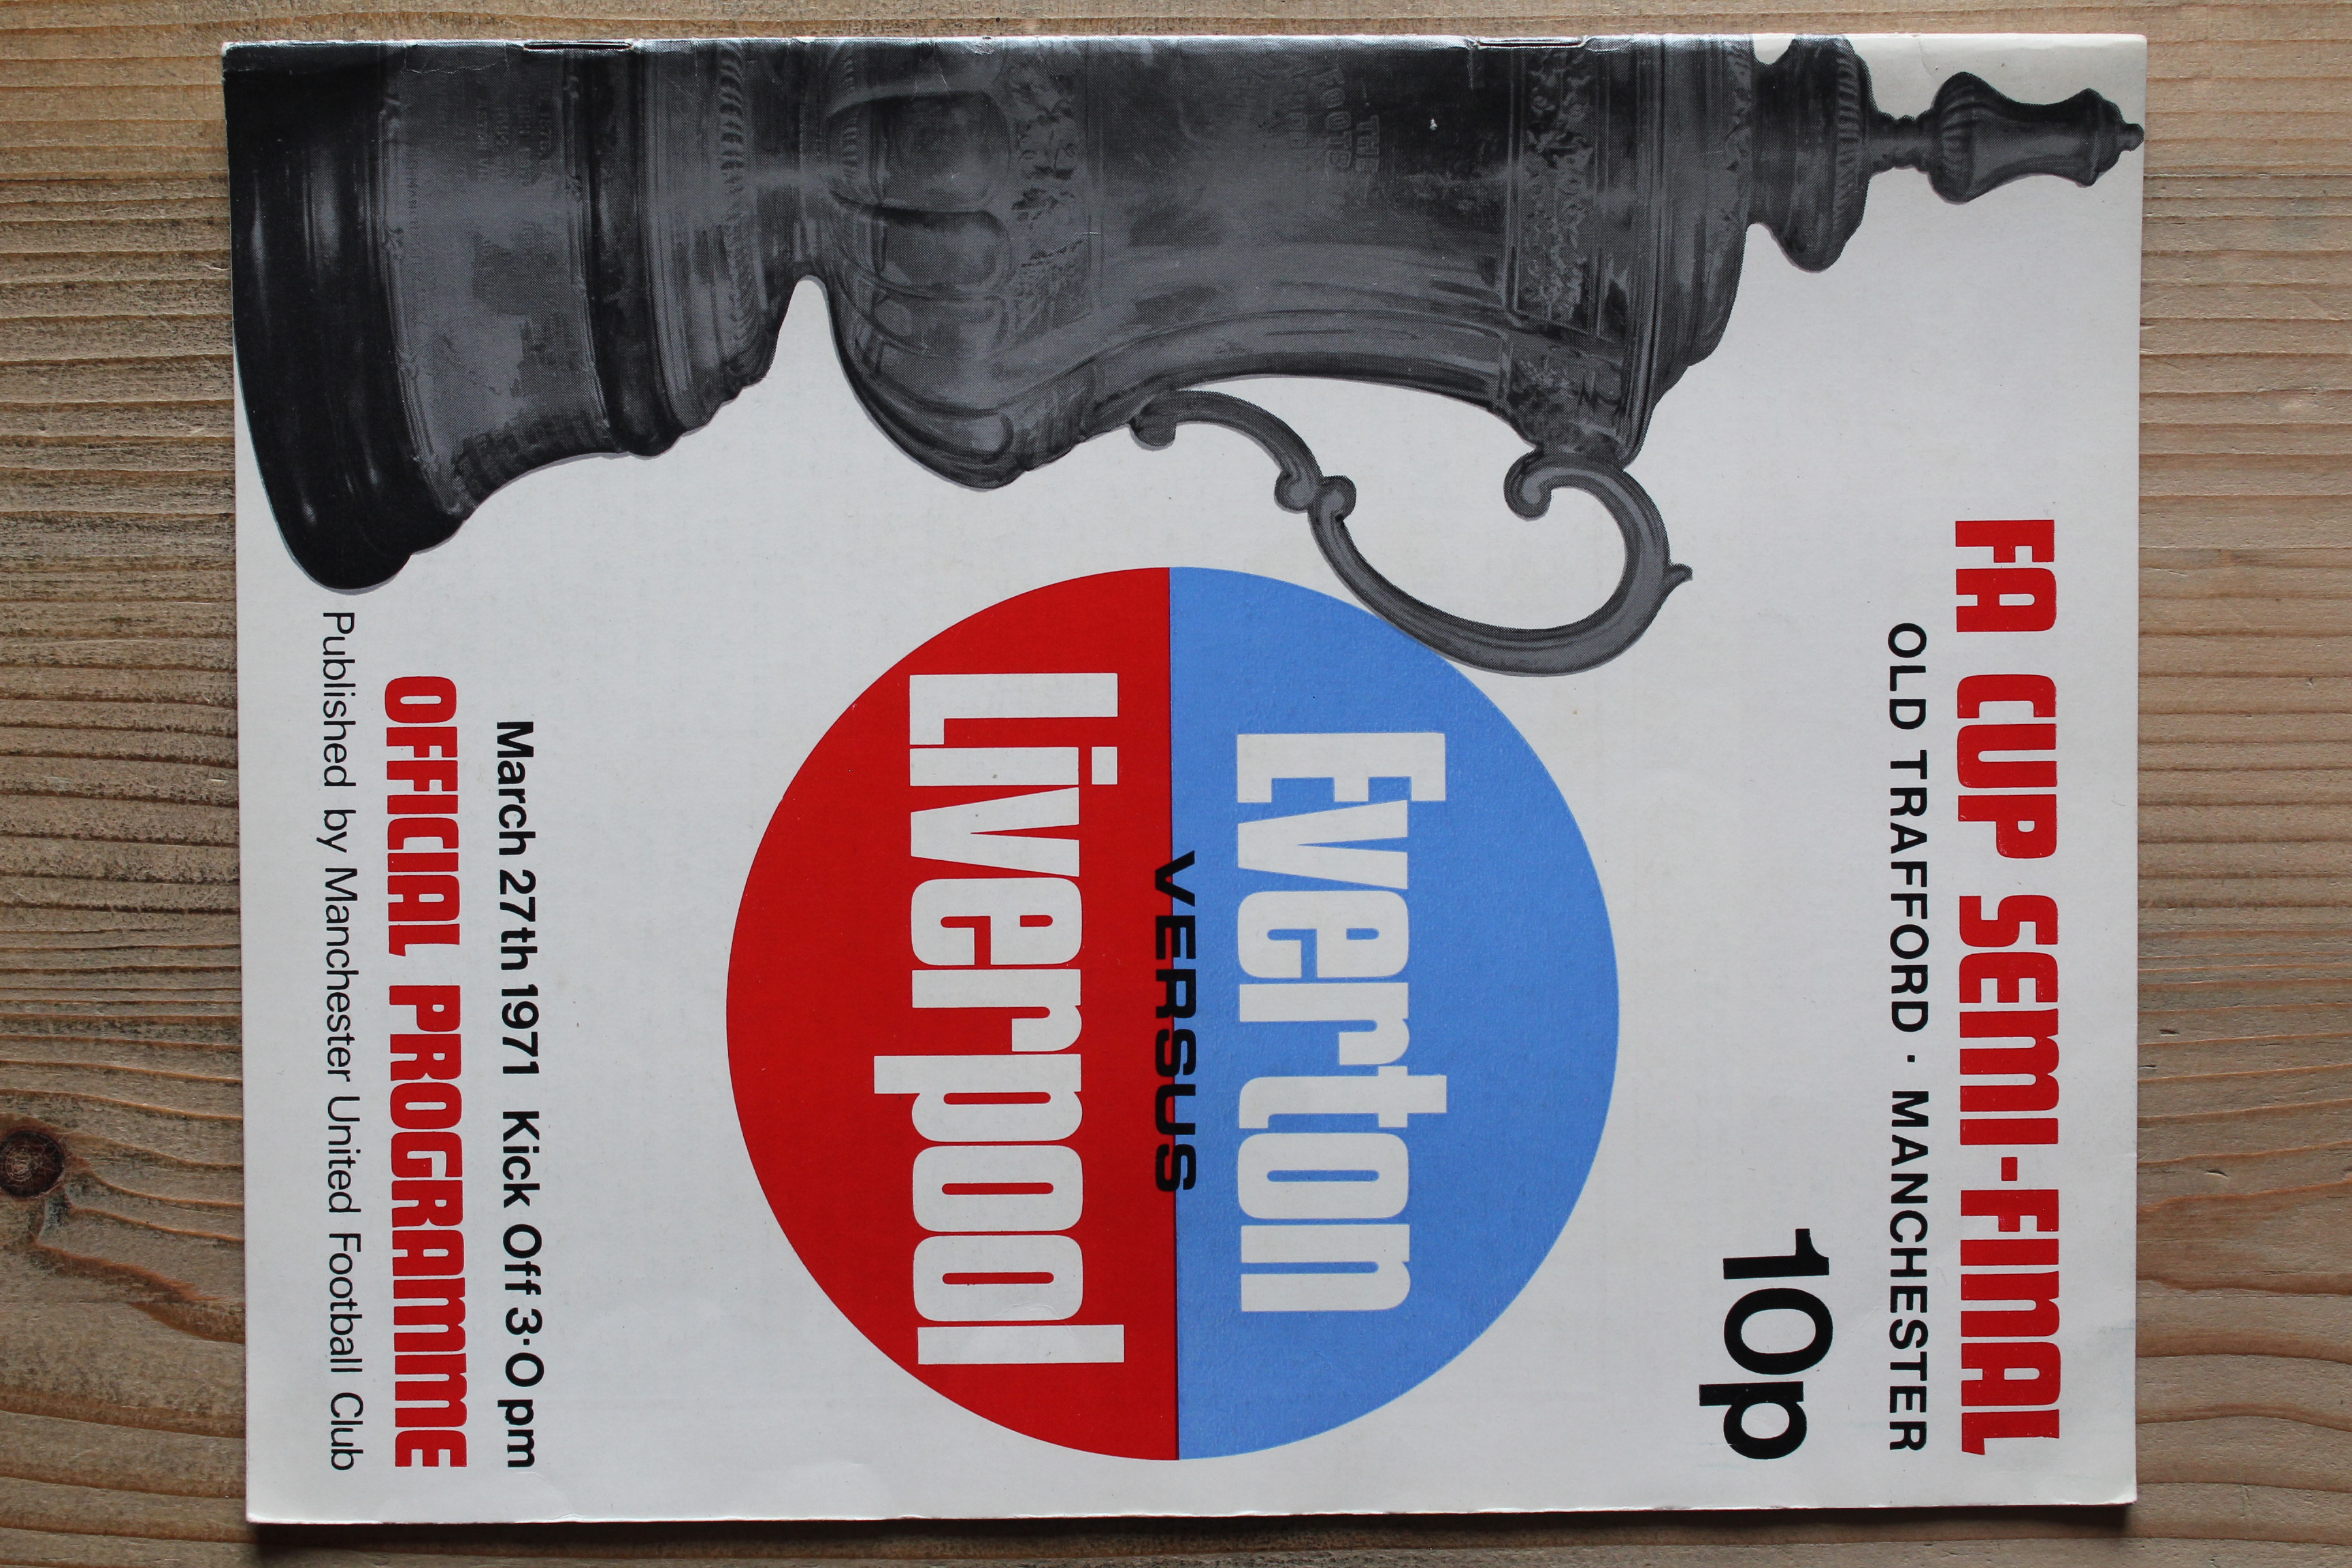 FA CUP SEMI-FINAL
OLD TRAFFORD · MANCHESTER
10p
Everton
VERSUS
Liverpool
March 27th 1971 Kick Off 3·0 pm
OFFICIAL PROGRAMME
Published by Manchester United Football Club
THE